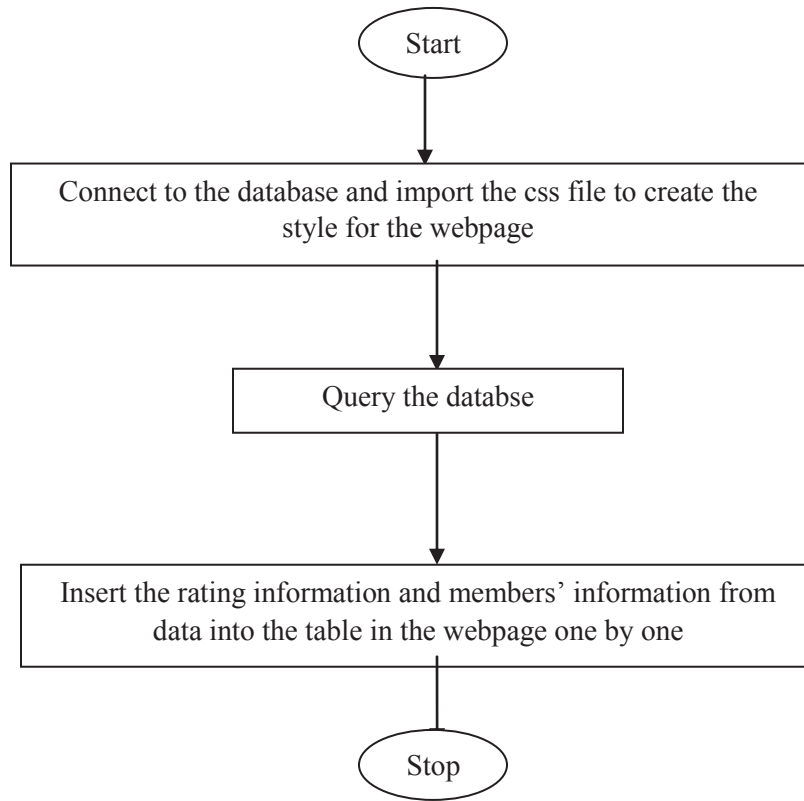 Start
Connect to the database and import the css file to create the
style for the webpage
Query the databse
Insert the rating information and members’ information from
data into the table in the webpage one by one
Stop